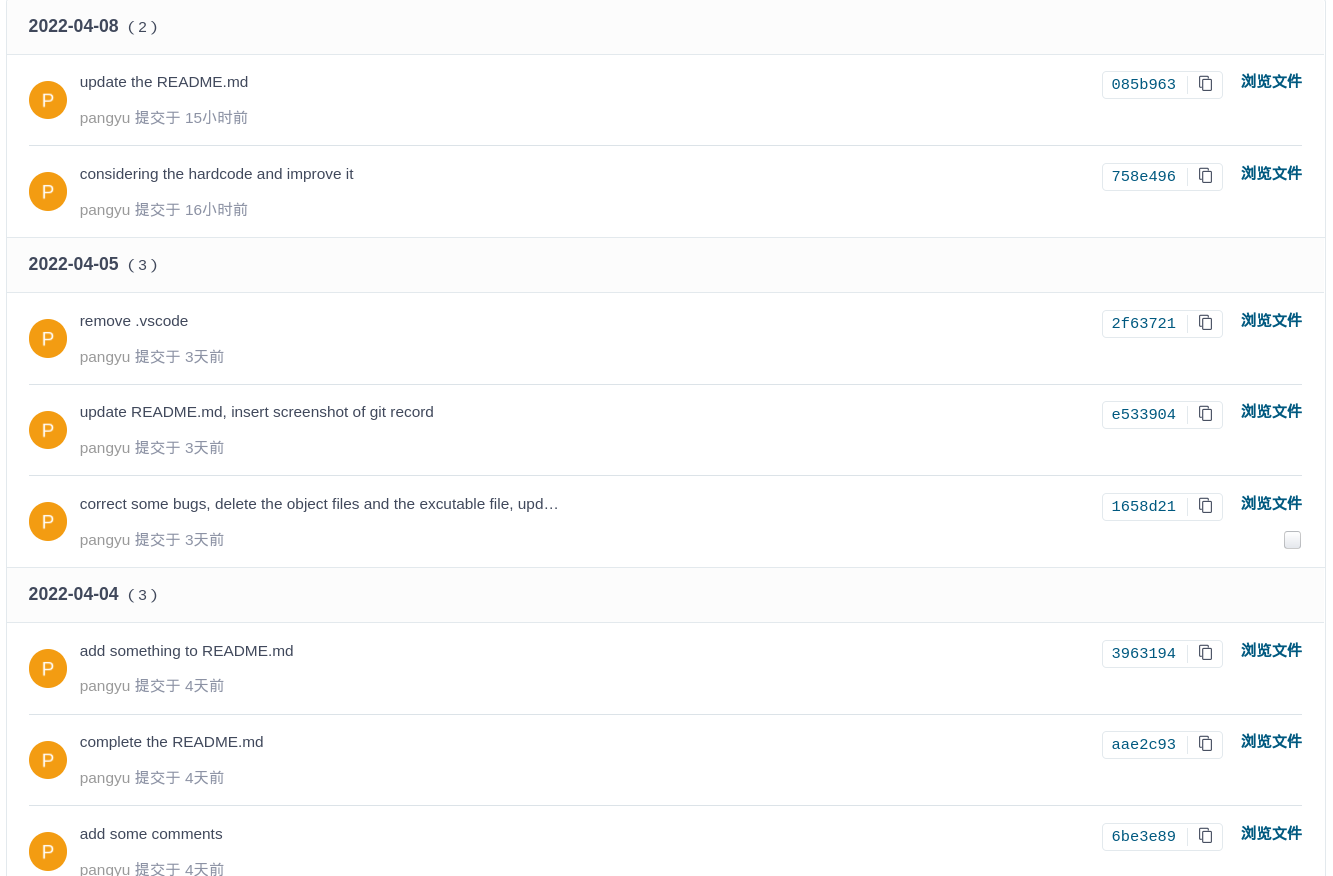 2022-04-08 ( 2 )
P
update the README.md
085b963
浏览文件
pangyu 提交于 15小时前
P
considering the hardcode and improve it
758e496
浏览文件
pangyu 提交于 16小时前
2022-04-05 ( 3 )
P
remove .vscode
2f63721
浏览文件
pangyu 提交于 3天前
P
update README.md, insert screenshot of git record
e533904
浏览文件
pangyu 提交于 3天前
P
correct some bugs, delete the object files and the excutable file, upd…
1658d21
浏览文件
pangyu 提交于 3天前
2022-04-04 ( 3 )
P
add something to README.md
3963194
浏览文件
pangyu 提交于 4天前
P
complete the README.md
aae2c93
浏览文件
pangyu 提交于 4天前
P
add some comments
6be3e89
浏览文件
pangyu 提交于 4天前